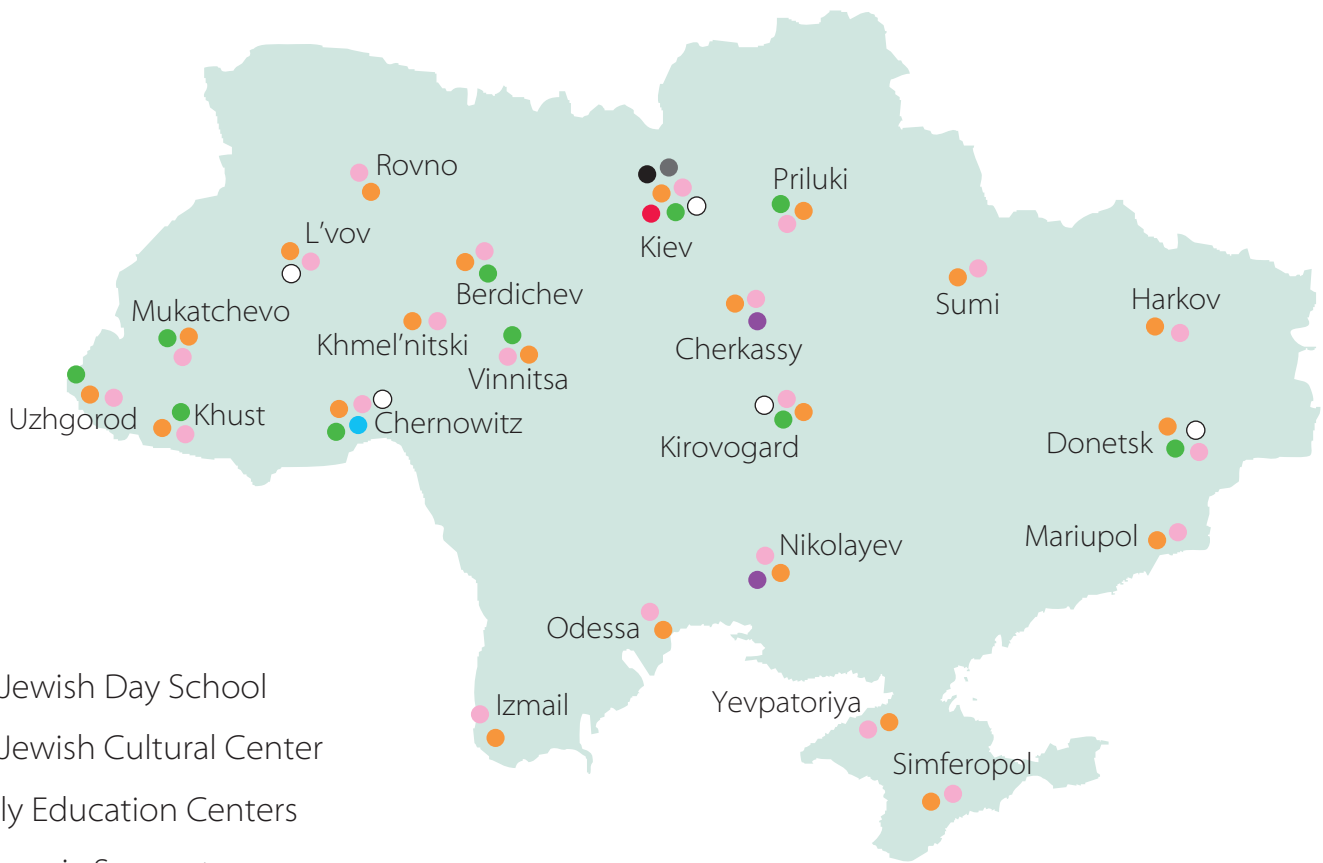 Rovno
Priluki
Kiev
L'vov
Berdichev
Sumi
Harkov
Mukatchevo
Khmel'nitski
Cherkassy
Vinnitsa
Uzhgorod
Khust
Chernowitz
Kirovogard
Donetsk
Mariupol
Nikolayev
Odessa
Izmail
Yevpatoriya
Simferopol
Jewish Day School
Jewish Cultural Center
ly Education Centers